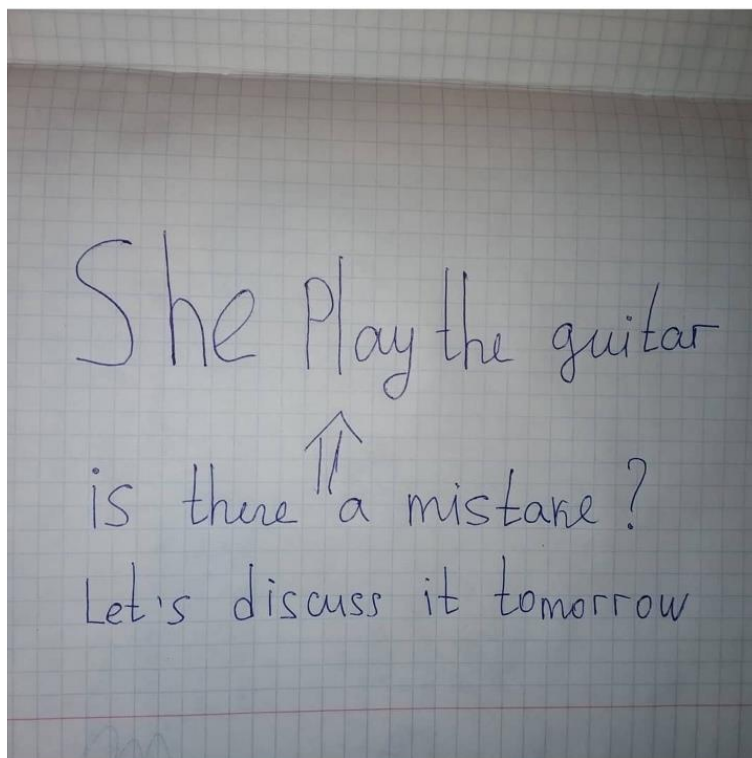 She Play the guitar
is there a mistake?
Let's discuss it tomorrow